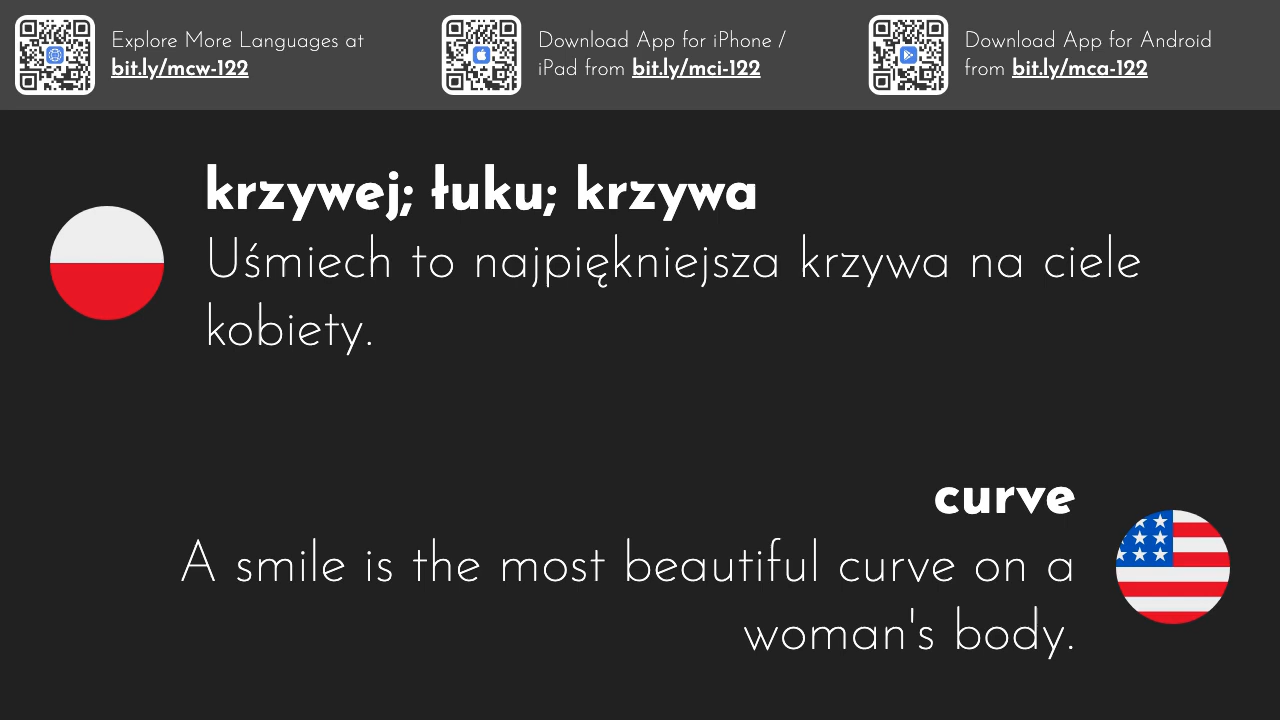 Explore More Languages at
bit.ly/mcw-122
Download App for iPhone /
iPad from bit.ly/mci-122
Download App for Android
from bit.ly/mca-122
krzywej; łuku; krzywa
Uśmiech to najpiękniejsza krzywa na ciele
kobiety.
curve
A smile is the most beautiful curve on a
woman's body.